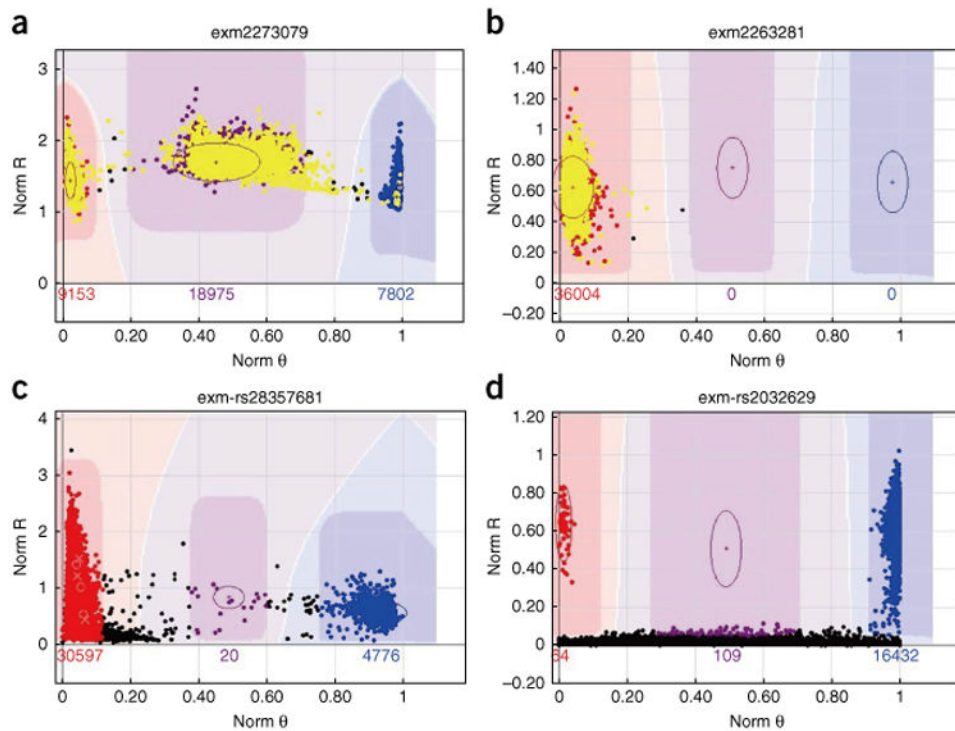 a
exm2273079
Norm R
3
2
1
0
9153 18975 7802
0 0.20 0.40 0.60 0.80 1
Norm θ
b
exm2263281
Norm R
1.40
1.20
1.00
0.80
0.60
0.40
0.20
0
−0.20
36004 0 0
0 0.20 0.40 0.60 0.80 1
Norm θ
c
exm-rs28357681
Norm R
4
3
2
1
0
30597 20 4776
0 0.20 0.40 0.60 0.80 1
Norm θ
d
exm-rs2032629
Norm R
1.20
1.00
0.80
0.60
0.40
0.20
0
−0.20
64 109 16432
0 0.20 0.40 0.60 0.80 1
Norm θ